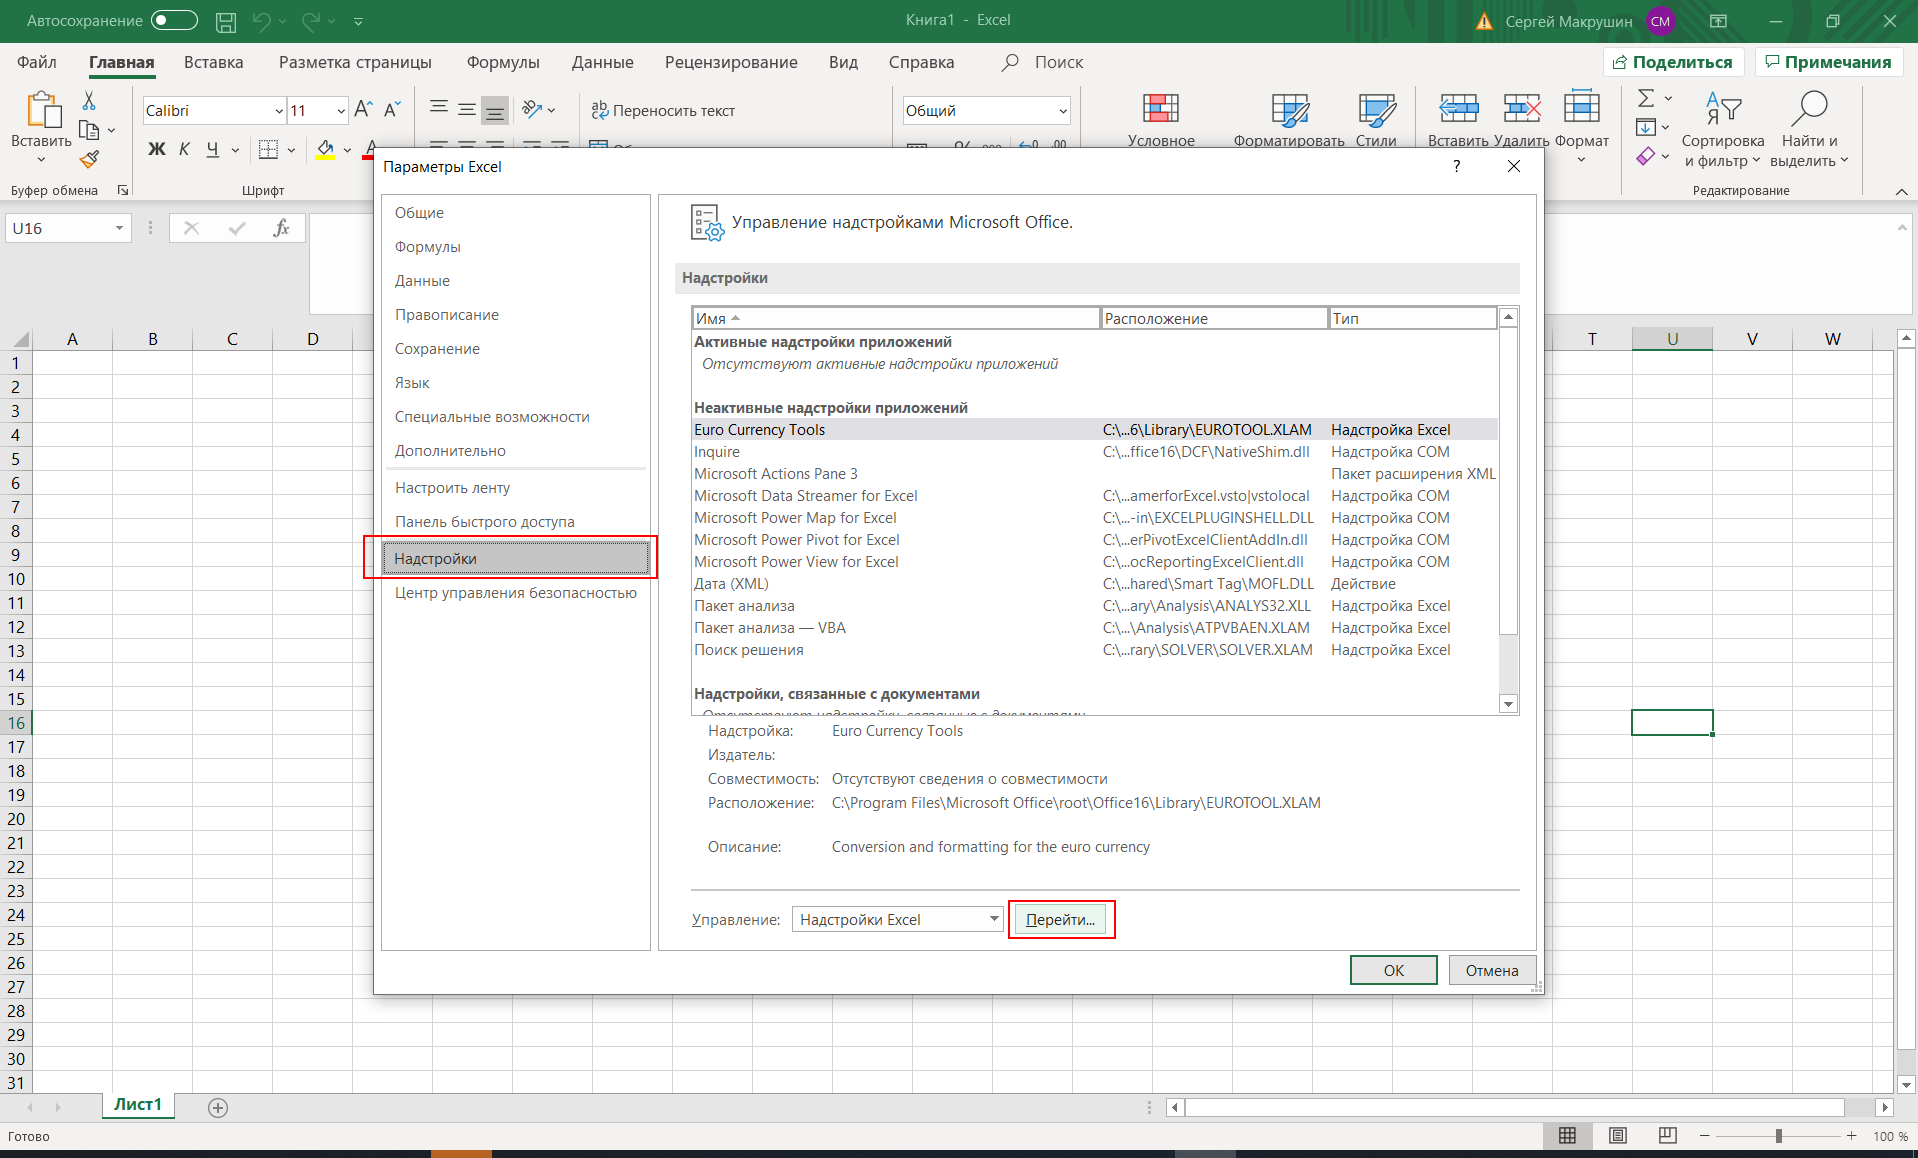 Автосохранение
Книга1 - Excel
Сергей Макрушин
СМ
Файл Главная Вставка Разметка страницы Формулы Данные Рецензирование Вид Справка Поиск
Поделиться Примечания
Calibri 11
Переносить текст
Общий
Вставить
Ж К Ч
Условное Форматировать Стили Вставить Удалить Формат
Сортировка
и фильтр
Найти и
выделить
Буфер обмена Шрифт Редактирование
U16
fx
Параметры Excel ?
Общие
Формулы
Данные
Правописание
Сохранение
Язык
Специальные возможности
Дополнительно
Настроить ленту
Панель быстрого доступа
Надстройки
Центр управления безопасностью
Управление надстройками Microsoft Office.
Надстройки
Имя Расположение Тип
Активные надстройки приложений
Отсутствуют активные надстройки приложений
Неактивные надстройки приложений
Euro Currency Tools C:\...6\Library\EUROTOOL.XLAM Надстройка Excel
Inquire C:\...ffice16\DCF\NativeShim.dll Надстройка COM
Microsoft Actions Pane 3 Пакет расширения XML
Microsoft Data Streamer for Excel C:\...amerforExcel.vsto|vstolocal Надстройка COM
Microsoft Power Map for Excel C:\...-in\EXCELPLUGINSHELL.DLL Надстройка COM
Microsoft Power Pivot for Excel C:\...erPivotExcelClientAddIn.dll Надстройка COM
Microsoft Power View for Excel C:\...ocReportingExcelClient.dll Надстройка COM
Дата (XML) C:\...hared\Smart Tag\MOFL.DLL Действие
Пакет анализа C:\...ary\Analysis\ANALYS32.XLL Надстройка Excel
Пакет анализа — VBA C:\...\Analysis\ATPVBAEN.XLAM Надстройка Excel
Поиск решения C:\...rary\SOLVER\SOLVER.XLAM Надстройка Excel
Надстройки, связанные с документами
Отсутствуют надстройки, связанные с документами
Надстройка: Euro Currency Tools
Издатель:
Совместимость: Отсутствуют сведения о совместимости
Расположение: C:\Program Files\Microsoft Office\root\Office16\Library\EUROTOOL.XLAM
Описание: Conversion and formatting for the euro currency
Управление: Надстройки Excel Перейти...
ОК Отмена
A B C D T U V W
1
2
3
4
5
6
7
8
9
10
11
12
13
14
15
16
17
18
19
20
21
22
23
24
25
26
27
28
29
30
31
Лист1
Готово
100 %